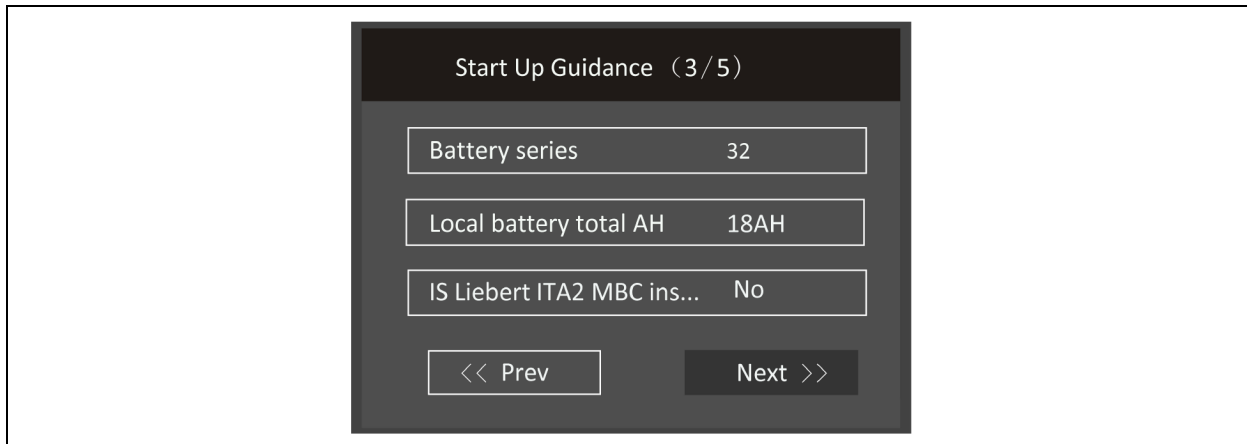 Start Up Guidance （3/5）
Battery series 32
Local battery total AH 18AH
IS Liebert ITA2 MBC ins... No
<< Prev Next >>